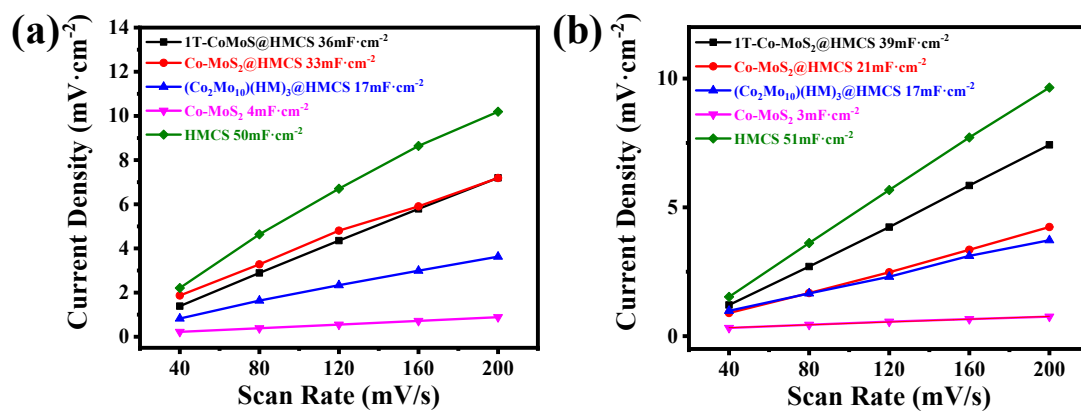 (a)
14
12
10
8
6
4
2
0
Current Density (mV·cm⁻²)
1T-CoMoS@HMCS 36mF·cm⁻²
Co-MoS₂@HMCS 33mF·cm⁻²
(Co₂Mo₁₀)(HM)₃@HMCS 17mF·cm⁻²
Co-MoS₂ 4mF·cm⁻²
HMCS 50mF·cm⁻²
40 80 120 160 200
Scan Rate (mV/s)
(b)
10
5
0
Current Density (mV·cm⁻²)
1T-Co-MoS₂@HMCS 39mF·cm⁻²
Co-MoS₂@HMCS 21mF·cm⁻²
(Co₂Mo₁₀)(HM)₃@HMCS 17mF·cm⁻²
Co-MoS₂ 3mF·cm⁻²
HMCS 51mF·cm⁻²
40 80 120 160 200
Scan Rate (mV/s)